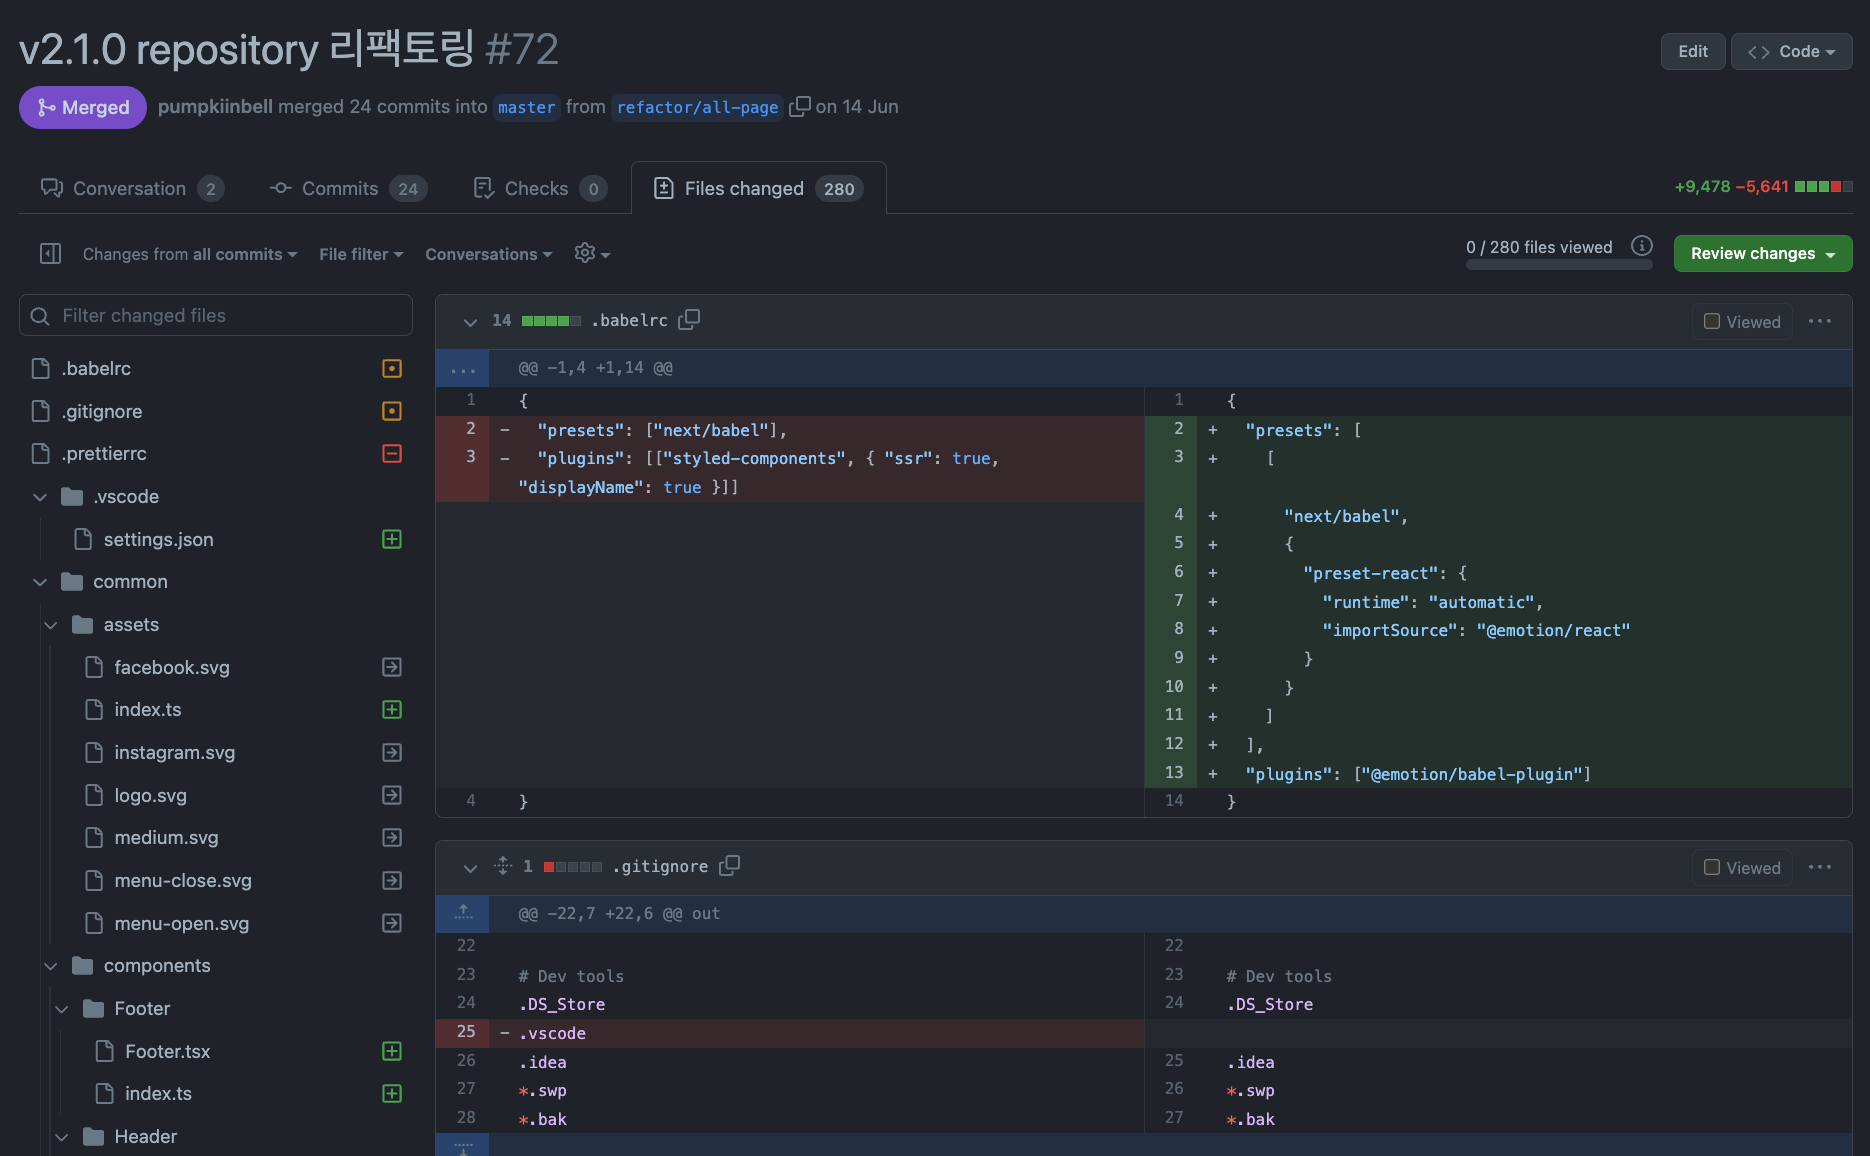 v2.1.0 repository 리팩토링 #72
Edit
<> Code
Merged
pumpkiinbell merged 24 commits into master from refactor/all-page on 14 Jun
Conversation 2
Commits 24
Checks 0
Files changed 280
+9,478 −5,641
Changes from all commits
File filter
Conversations
0 / 280 files viewed
Review changes
Filter changed files
.babelrc
.gitignore
.prettierrc
.vscode
settings.json
common
assets
facebook.svg
index.ts
instagram.svg
logo.svg
medium.svg
menu-close.svg
menu-open.svg
components
Footer
Footer.tsx
index.ts
Header
14 .babelrc
Viewed
...
@@ -1,4 +1,14 @@
1 {
2 - "presets": ["next/babel"],
3 - "plugins": [["styled-components", { "ssr": true,
"displayName": true }]]
4 }
1 {
2 + "presets": [
3 + [
4 + "next/babel",
5 + {
6 + "preset-react": {
7 + "runtime": "automatic",
8 + "importSource": "@emotion/react"
9 + }
10 + }
11 + ]
12 + ],
13 + "plugins": ["@emotion/babel-plugin"]
14 }
1 .gitignore
Viewed
@@ -22,7 +22,6 @@ out
22
23 # Dev tools
24 .DS_Store
25 - .vscode
26 .idea
27 *.swp
28 *.bak
22
23 # Dev tools
24 .DS_Store
25 .idea
26 *.swp
27 *.bak